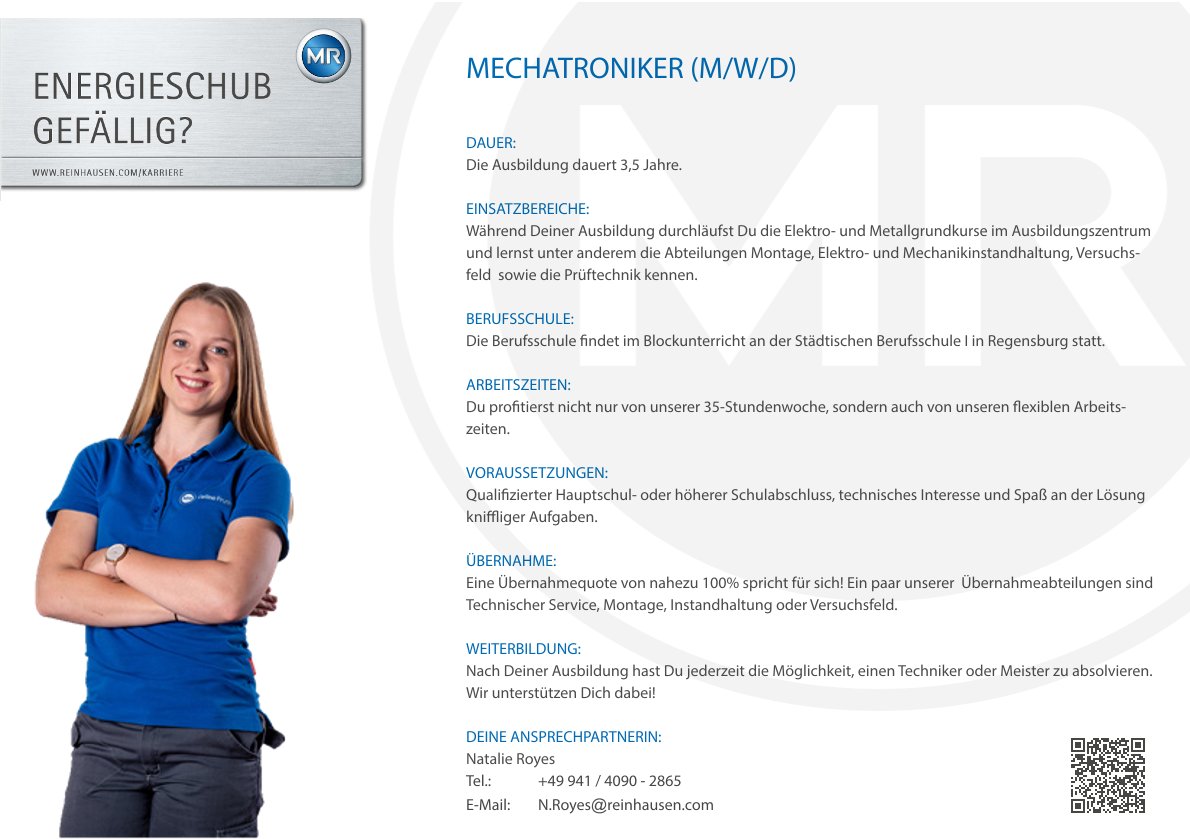 MR
ENERGIESCHUB
GEFÄLLIG?
WWW.REINHAUSEN.COM/KARRIERE
MECHATRONIKER (M/W/D)
DAUER:
Die Ausbildung dauert 3,5 Jahre.
EINSATZBEREICHE:
Während Deiner Ausbildung durchläufst Du die Elektro- und Metallgrundkurse im Ausbildungszentrum
und lernst unter anderem die Abteilungen Montage, Elektro- und Mechanikinstandhaltung, Versuchs-
feld  sowie die Prüftechnik kennen.
BERUFSSCHULE:
Die Berufsschule findet im Blockunterricht an der Städtischen Berufsschule I in Regensburg statt.
ARBEITSZEITEN:
Du profitierst nicht nur von unserer 35-Stundenwoche, sondern auch von unseren flexiblen Arbeits-
zeiten.
VORAUSSETZUNGEN:
Qualifizierter Hauptschul- oder höherer Schulabschluss, technisches Interesse und Spaß an der Lösung
kniffliger Aufgaben.
ÜBERNAHME:
Eine Übernahmequote von nahezu 100% spricht für sich! Ein paar unserer  Übernahmeabteilungen sind
Technischer Service, Montage, Instandhaltung oder Versuchsfeld.
WEITERBILDUNG:
Nach Deiner Ausbildung hast Du jederzeit die Möglichkeit, einen Techniker oder Meister zu absolvieren.
Wir unterstützen Dich dabei!
DEINE ANSPRECHPARTNERIN:
Natalie Royes
Tel.: +49 941 / 4090 - 2865
E-Mail: N.Royes@reinhausen.com
MR